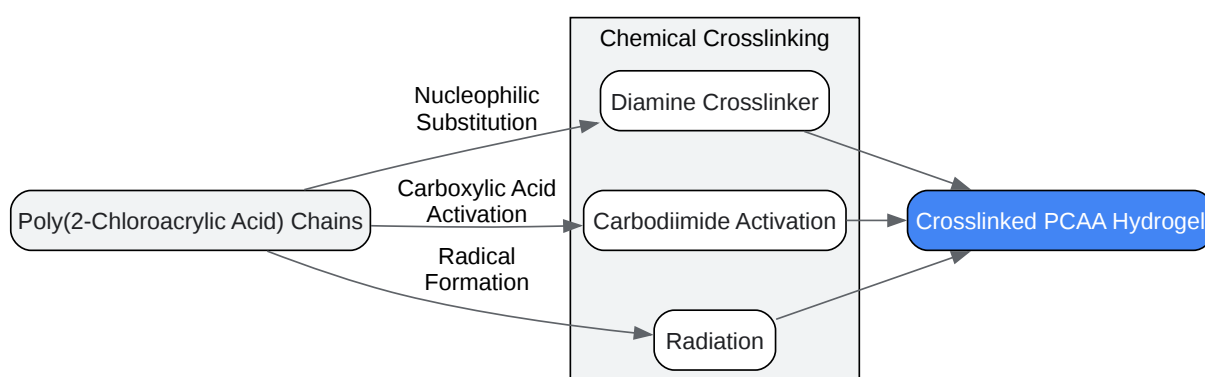 Chemical Crosslinking
Nucleophilic
Substitution
Diamine Crosslinker
Poly(2-Chloroacrylic Acid) Chains
Carboxylic Acid
Activation
Carbodiimide Activation
Crosslinked PCAA Hydrogel
Radical
Formation
Radiation